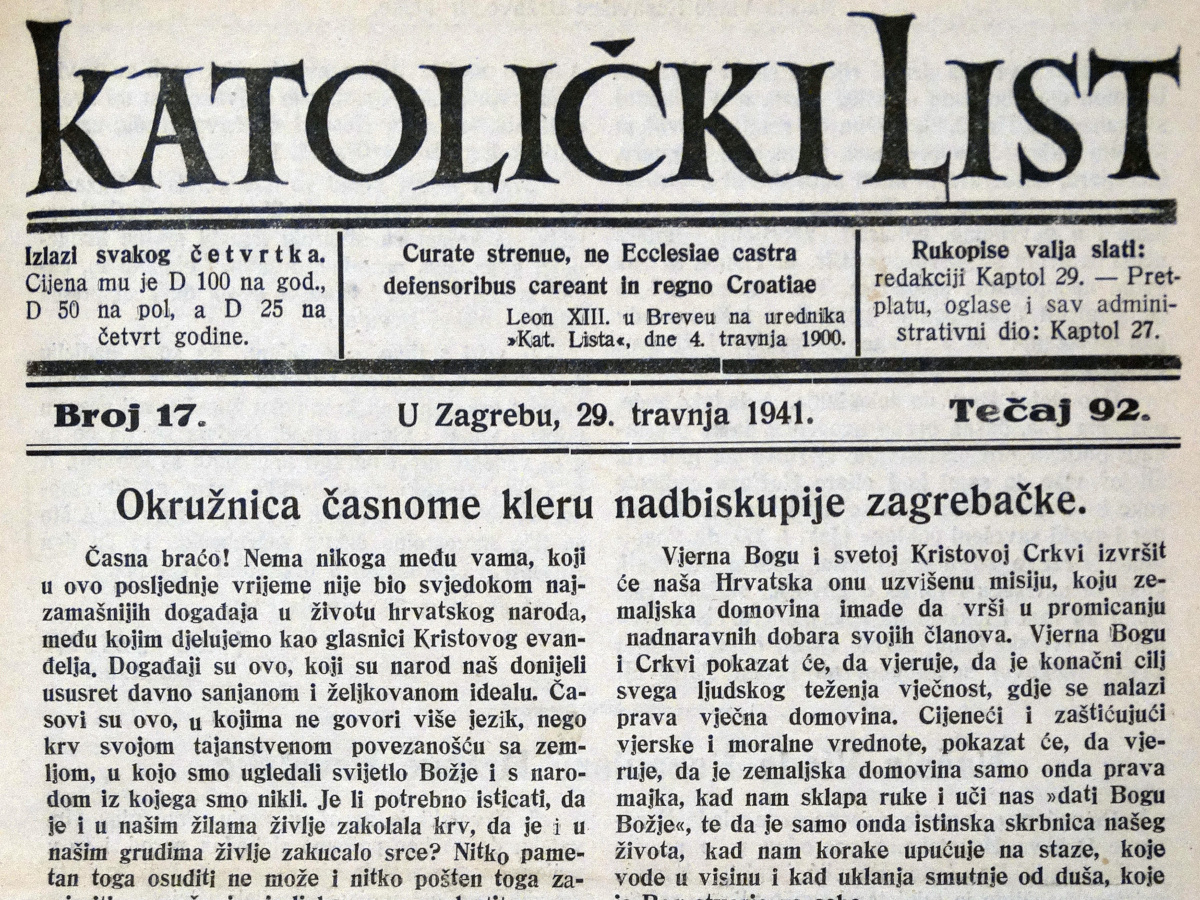 KATOLIČKI LIST
Izlazi svakog četvrtka.
Cijena mu je D 100 na god.,
D 50 na pol, a D 25 na
četvrt godine.
Curate strenue, ne Ecclesiae castra
defensoribus careant in regno Croatiae
Leon XIII. u Breveu na urednika
»Kat. Lista«, dne 4. travnja 1900.
Rukopise valja slati:
redakciji Kaptol 29. — Pret-
platu, oglase i sav admini-
strativni dio: Kaptol 27.
Broj 17.
U Zagrebu, 29. travnja 1941.
Tečaj 92.
Okružnica časnome kleru nadbiskupije zagrebačke.
Časna braćo! Nema nikoga među vama, koji
u ovo posljednje vrijeme nije bio svjedokom naj-
zamašnijih događaja u životu hrvatskog naroda,
među kojim djelujemo kao glasnici Kristovog evan-
đelja. Događaji su ovo, koji su narod naš donijeli
ususret davno sanjanom i željkovanom idealu. Ča-
sovi su ovo, u kojima ne govori više jezik, nego
krv svojom tajanstvenom povezanošću sa zem-
ljom, u kojo smo ugledali svijetlo Božje i s naro-
dom iz kojega smo nikli. Je li potrebno isticati, da
je i u našim žilama življe zakolala krv, da je i u
našim grudima življe zakucalo srce? Nitko pame-
tan toga osuditi ne može i nitko pošten toga za-
Vjerna Bogu i svetoj Kristovoj Crkvi izvršit
će naša Hrvatska onu uzvišenu misiju, koju ze-
maljska domovina imade da vrši u promicanju
nadnaravnih dobara svojih članova. Vjerna Bogu
i Crkvi pokazat će, da vjeruje, da je konačni cilj
svega ljudskog teženja vječnost, gdje se nalazi
prava vječna domovina. Cijeneći i zaštićujući
vjerske i moralne vrednote, pokazat će, da vje-
ruje, da je zemaljska domovina samo onda prava
majka, kad nam sklapa ruke i uči nas »dati Bogu
Božje«, te da je samo onda istinska skrbnica našeg
života, kad nam korake upućuje na staze, koje
vode u visinu i kad uklanja smutnje od duša, koje